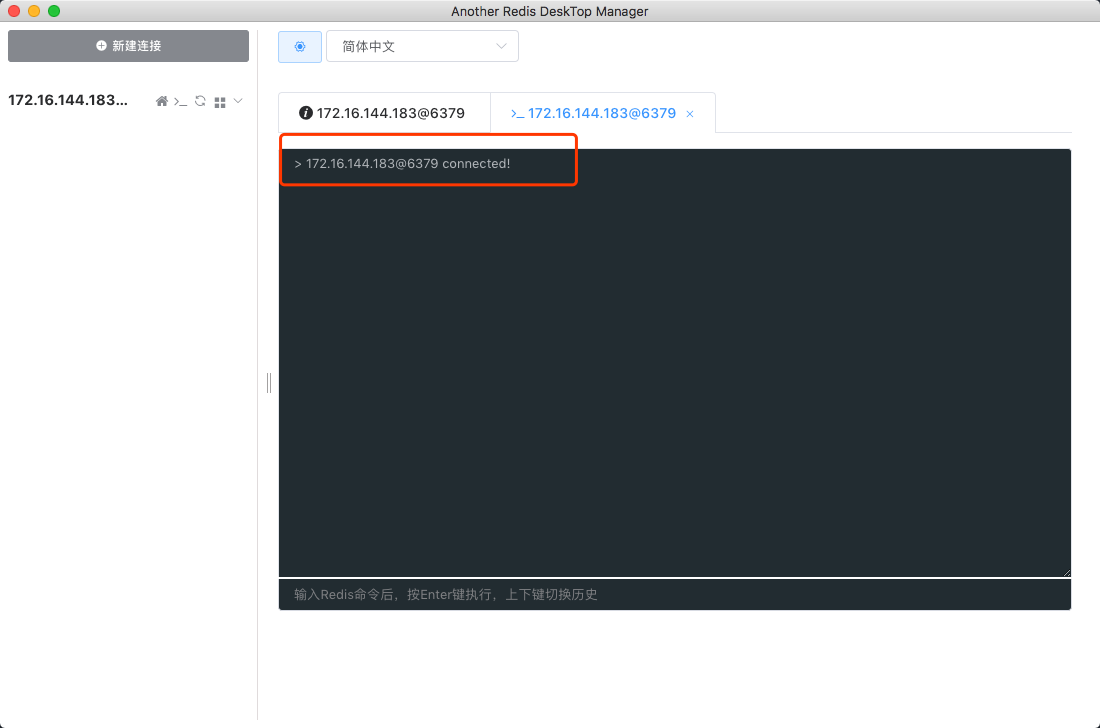 Another Redis DeskTop Manager
新建连接
简体中文
172.16.144.183...
172.16.144.183@6379
>_ 172.16.144.183@6379 ×
> 172.16.144.183@6379 connected!
输入Redis命令后，按Enter键执行，上下键切换历史